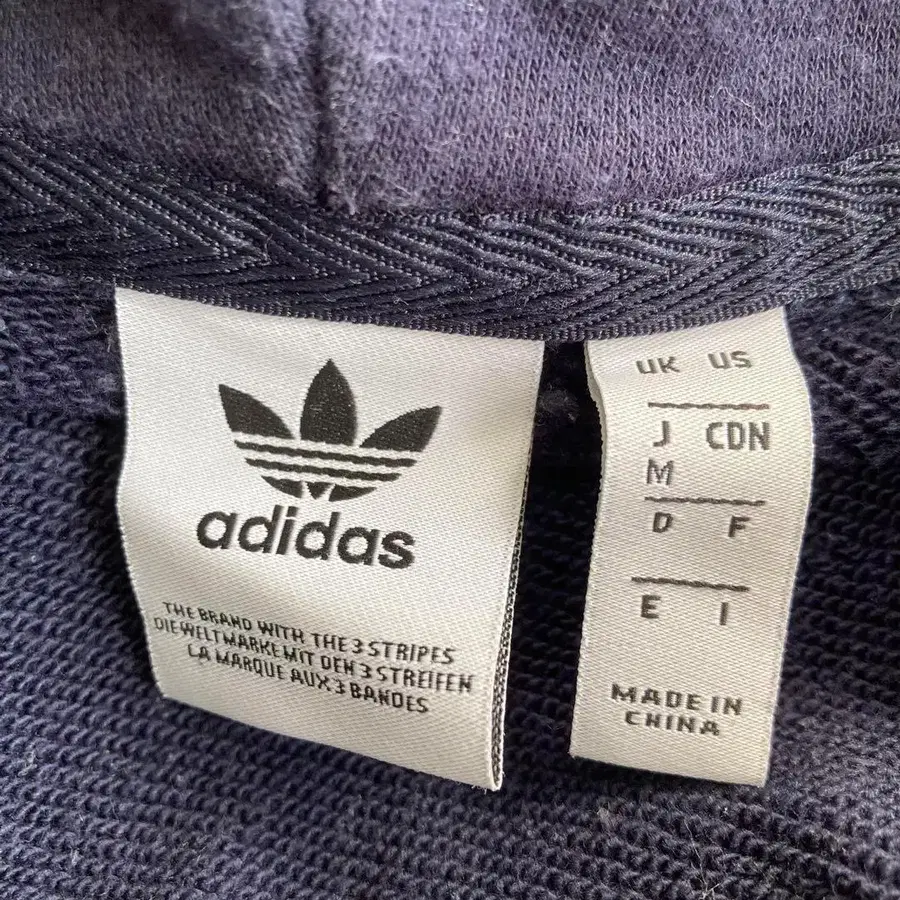 adidas
THE BRAND WITH THE 3 STRIPES
DIE WELTMARKE MIT DEN 3 STREIFEN
LA MARQUE AUX 3 BANDES
UK US
J CDN
M
D F
E I
MADE IN
CHINA